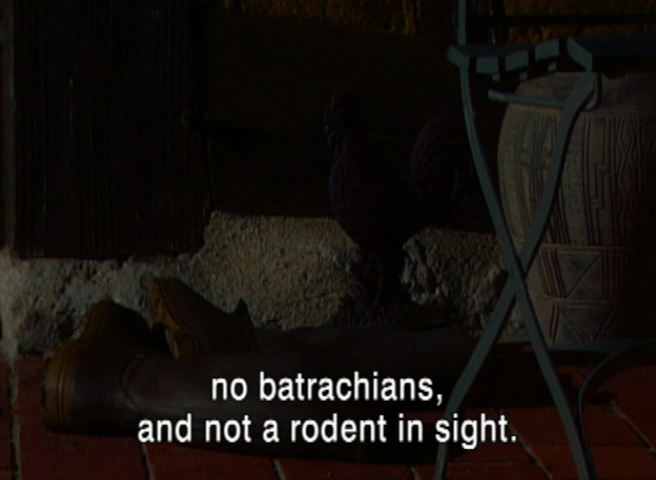 no batrachians,
and not a rodent in sight.